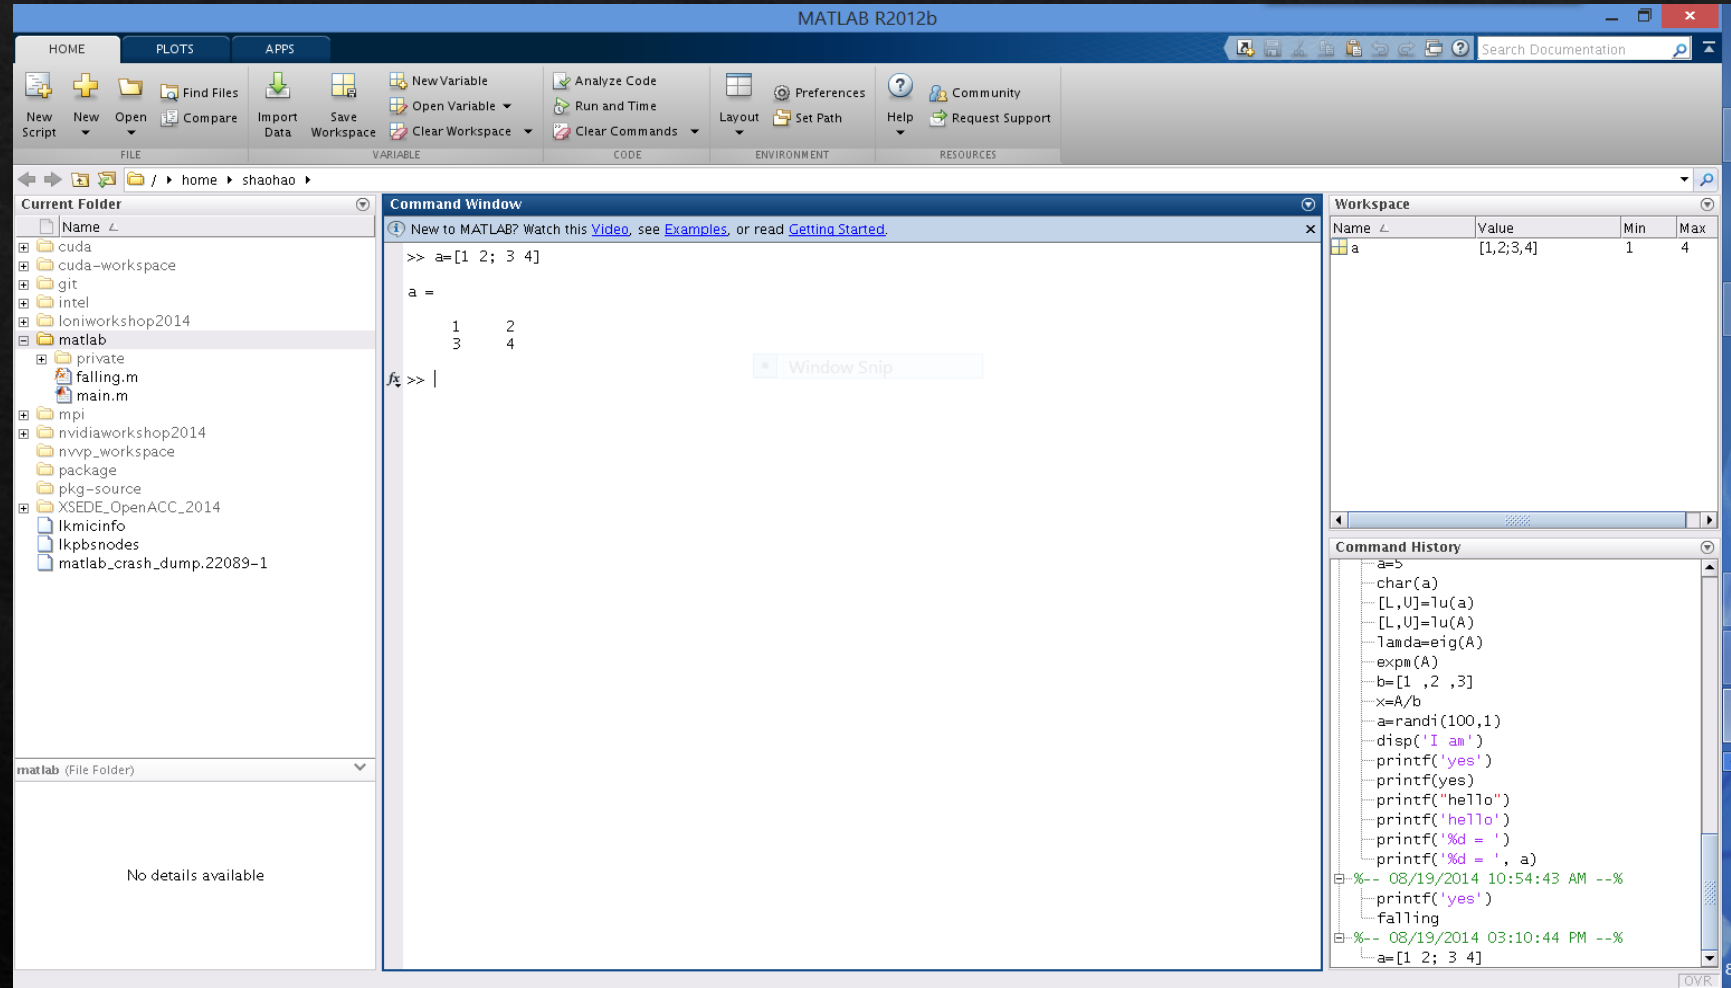 MATLAB R2012b
HOME PLOTS APPS
Search Documentation
New Script
New
Open
Find Files
Compare
Import Data
Save Workspace
New Variable
Open Variable
Clear Workspace
Analyze Code
Run and Time
Clear Commands
Layout
Preferences
Set Path
Help
Community
Request Support
FILE VARIABLE CODE ENVIRONMENT RESOURCES
/ home shaohao
Current Folder
Name
cuda
cuda-workspace
git
intel
loniworkshop2014
matlab
private
falling.m
main.m
mpi
nvidiaworkshop2014
nvvp_workspace
package
pkg-source
XSEDE_OpenACC_2014
lkmicinfo
lkpbsnodes
matlab_crash_dump.22089-1
matlab (File Folder)
No details available
Command Window
New to MATLAB? Watch this Video, see Examples, or read Getting Started.
>> a=[1 2; 3 4]
a =
1 2
3 4
fx >>
Window Snip
Workspace
Name Value Min Max
a [1,2;3,4] 1 4
Command History
a=5
char(a)
[L,U]=lu(a)
[L,U]=lu(A)
lamda=eig(A)
expm(A)
b=[1 ,2 ,3]
x=A/b
a=randi(100,1)
disp('I am')
printf('yes')
printf(yes)
printf("hello")
printf('hello')
printf('%d = ')
printf('%d = ', a)
%-- 08/19/2014 10:54:43 AM --%
printf('yes')
falling
%-- 08/19/2014 03:10:44 PM --%
a=[1 2; 3 4]
OVR